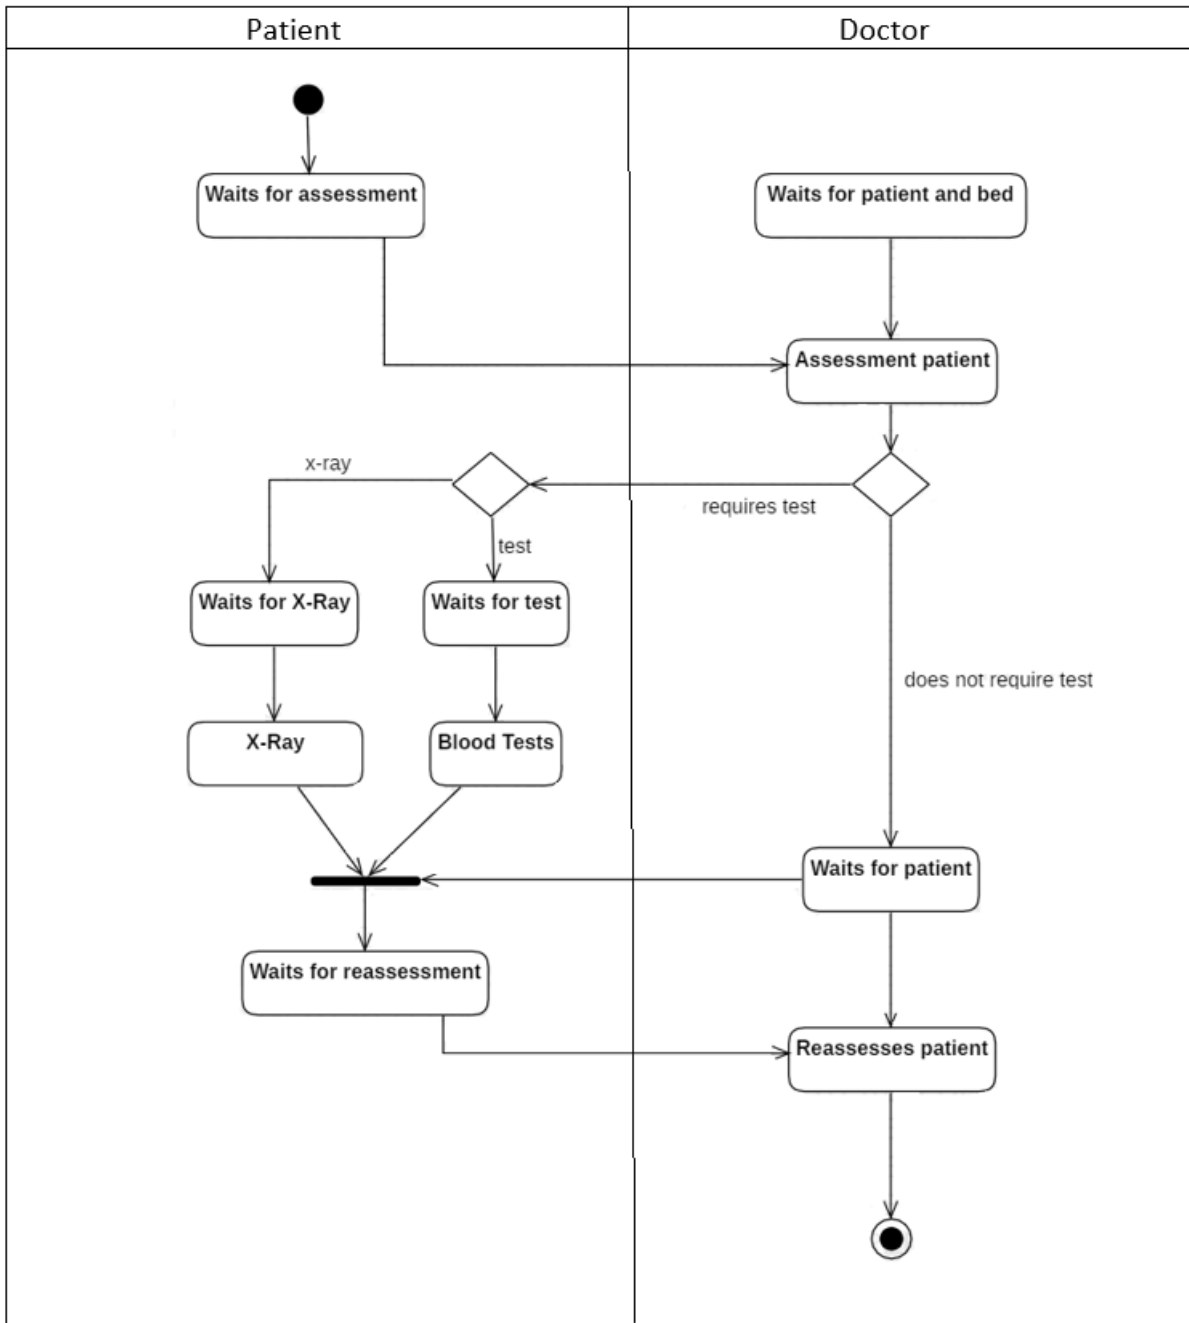 Patient
Doctor
Waits for assessment
Waits for patient and bed
Assessment patient
x-ray
requires test
test
Waits for X-Ray
Waits for test
does not require test
X-Ray
Blood Tests
Waits for patient
Waits for reassessment
Reassesses patient